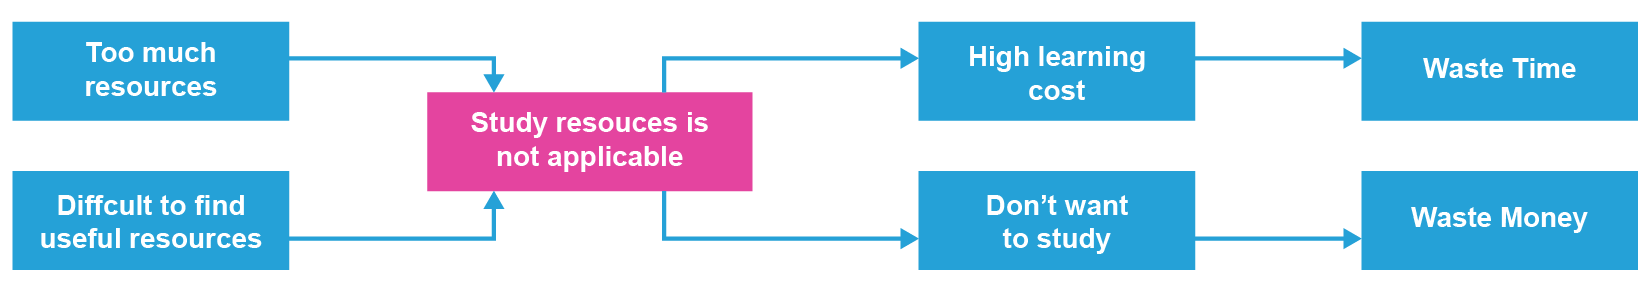 Too much
resources
Diffcult to find
useful resources
Study resouces is
not applicable
High learning
cost
Don't want
to study
Waste Time
Waste Money